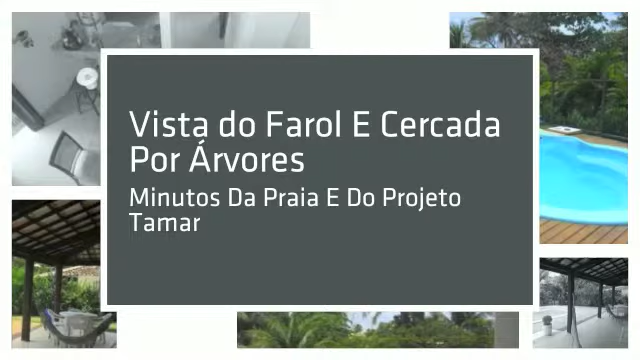 Vista do Farol E Cercada
Por Árvores
Minutos Da Praia E Do Projeto
Tamar